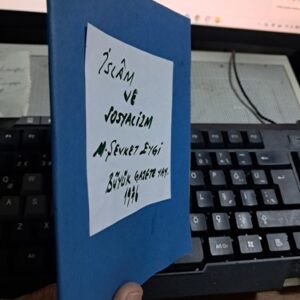 İslâm
VE
SOSYALİZM
M. ŞEVKET EYGİ
BÜYÜK GAZETE YAY.
1976